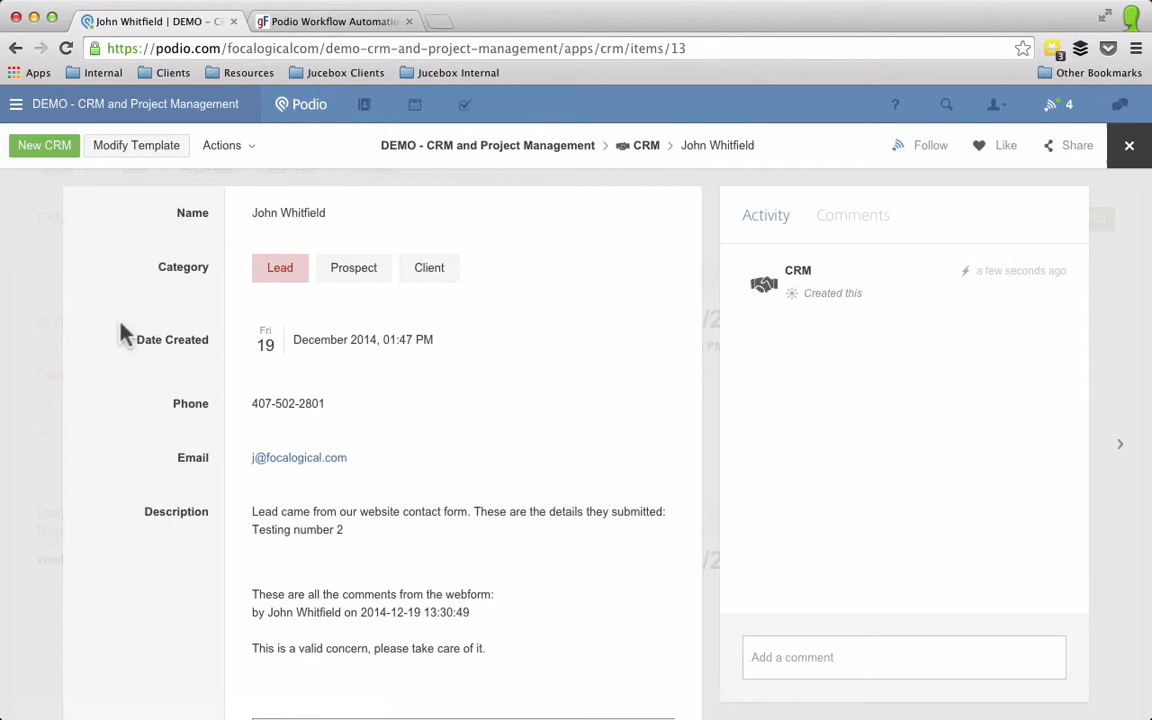 John Whitfield | DEMO – C
Podio Workflow Automatio
https://podio.com/focalogicalcom/demo-crm-and-project-management/apps/crm/items/13
3
Apps Internal Clients Resources Jucebox Clients Jucebox Internal Other Bookmarks
DEMO - CRM and Project Management Podio ? 4
New CRM Modify Template Actions DEMO - CRM and Project Management CRM John Whitfield Follow Like Share
Name John Whitfield
Category Lead Prospect Client
Date Created Fri 19 December 2014, 01:47 PM
Phone 407-502-2801
Email j@focalogical.com
Description Lead came from our website contact form. These are the details they submitted:
Testing number 2
These are all the comments from the webform:
by John Whitfield on 2014-12-19 13:30:49
This is a valid concern, please take care of it.
Activity Comments
CRM a few seconds ago
Created this
Add a comment